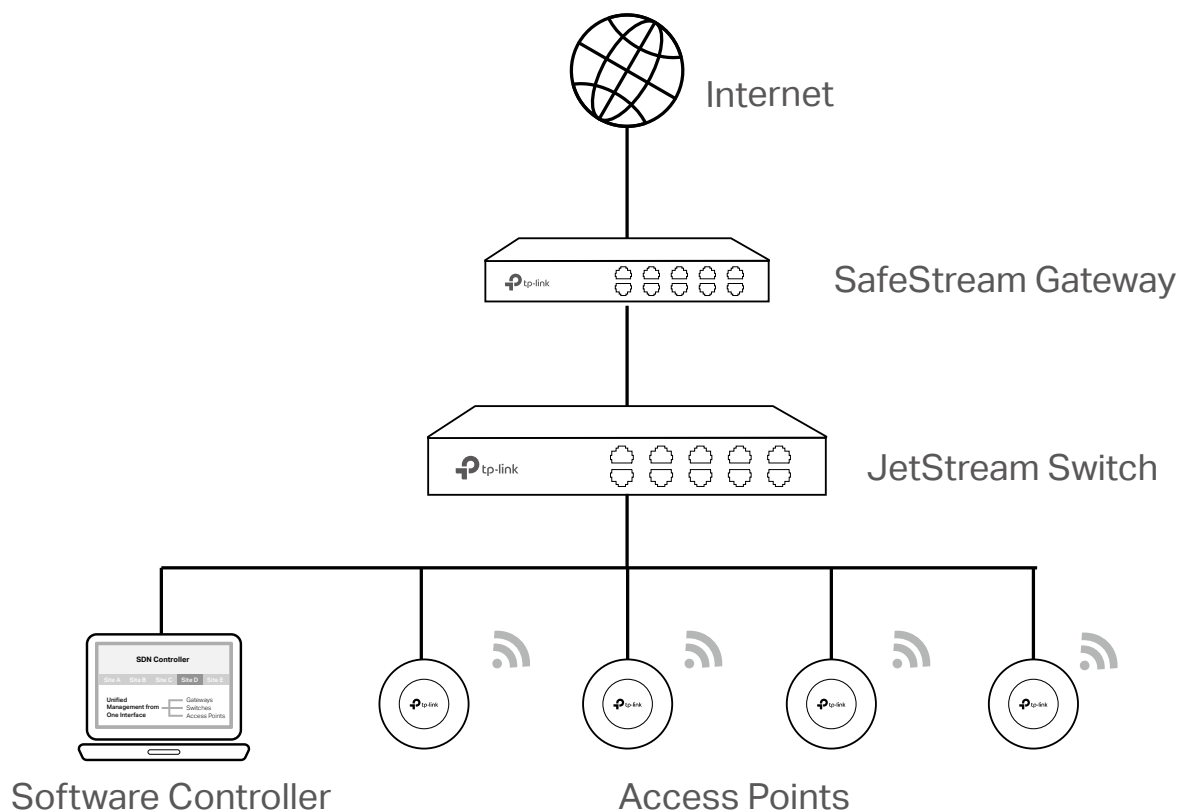 Internet
tp-link
SafeStream Gateway
tp-link
JetStream Switch
SDN Controller
Site A Site B Site C Site D Site E
Unified
Management from
One Interface
Gateways
Switches
Access Points
tp-link
tp-link
tp-link
tp-link
Software Controller
Access Points